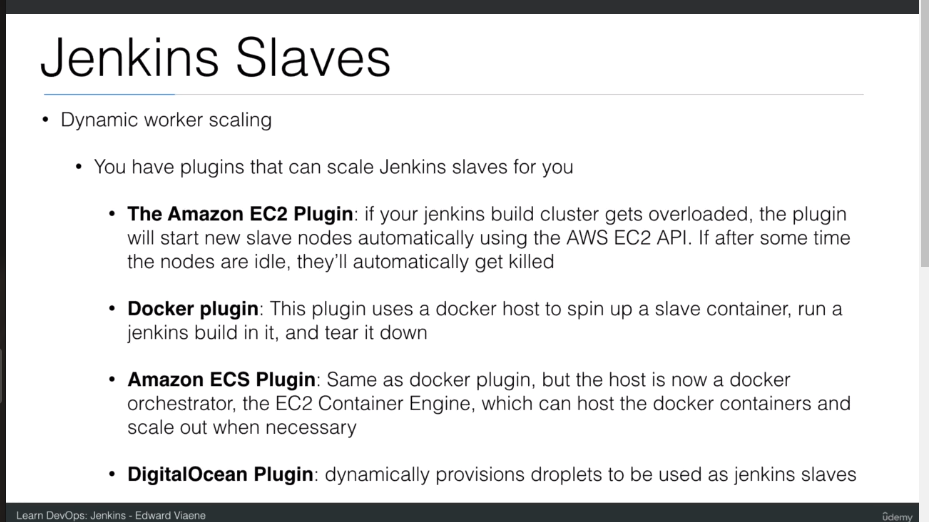 Jenkins Slaves
• Dynamic worker scaling
• You have plugins that can scale Jenkins slaves for you
• The Amazon EC2 Plugin: if your jenkins build cluster gets overloaded, the plugin
will start new slave nodes automatically using the AWS EC2 API. If after some time
the nodes are idle, they'll automatically get killed
• Docker plugin: This plugin uses a docker host to spin up a slave container, run a
jenkins build in it, and tear it down
• Amazon ECS Plugin: Same as docker plugin, but the host is now a docker
orchestrator, the EC2 Container Engine, which can host the docker containers and
scale out when necessary
• DigitalOcean Plugin: dynamically provisions droplets to be used as jenkins slaves
Learn DevOps: Jenkins - Edward Viaene
ûdemy